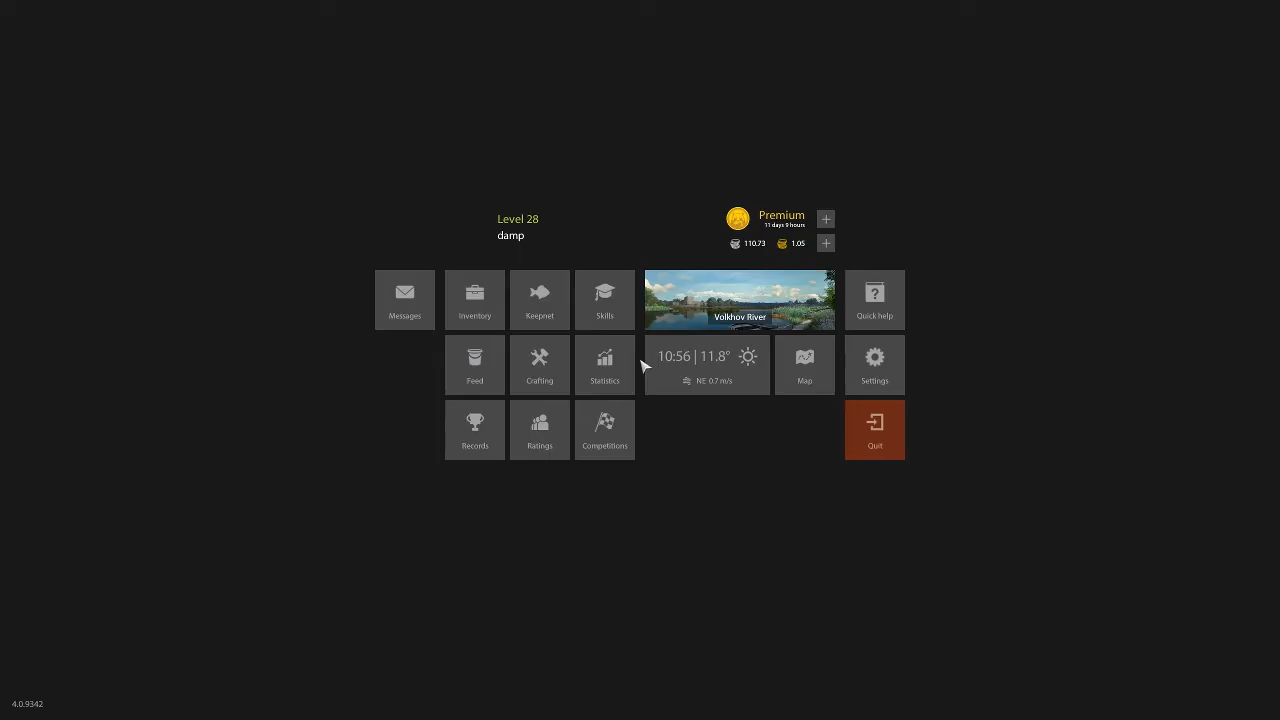 Level 28
damp
Premium
11 days 9 hours
110.73 1.05
Messages
Inventory
Keepnet
Skills
Volkhov River
Quick help
Feed
Crafting
Statistics
10:56 | 11.8°
NE 0.7 m/s
Map
Settings
Records
Ratings
Competitions
Quit
4.0.9342